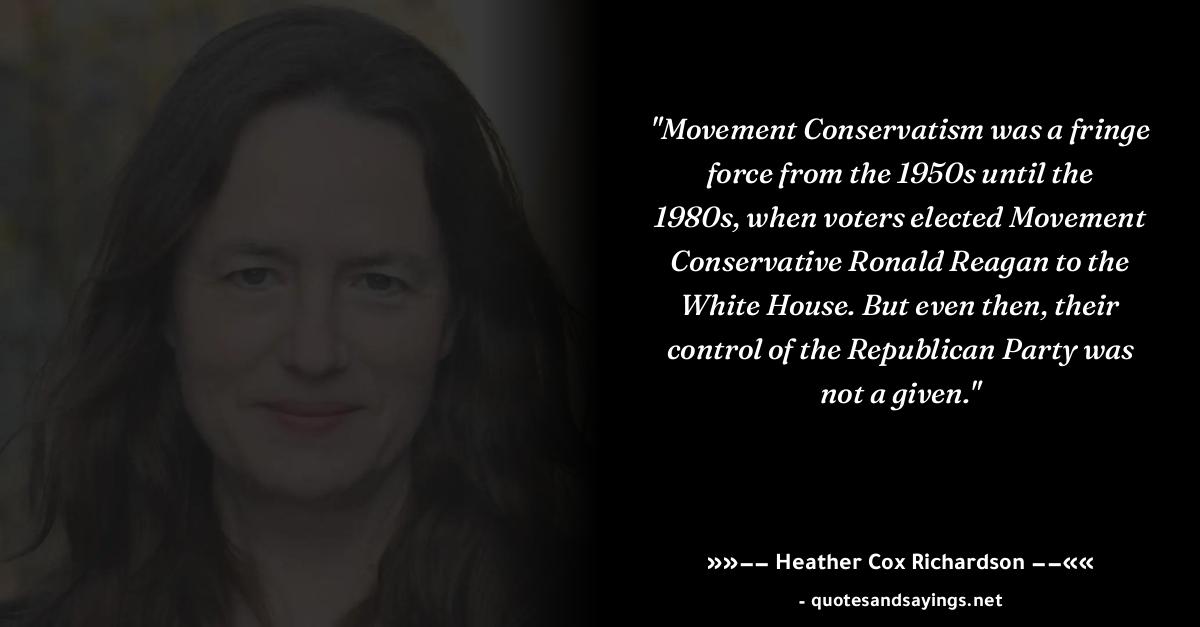 "Movement Conservatism was a fringe
force from the 1950s until the
1980s, when voters elected Movement
Conservative Ronald Reagan to the
White House. But even then, their
control of the Republican Party was
not a given."
»»−− Heather Cox Richardson −−««
- quotesandsayings.net